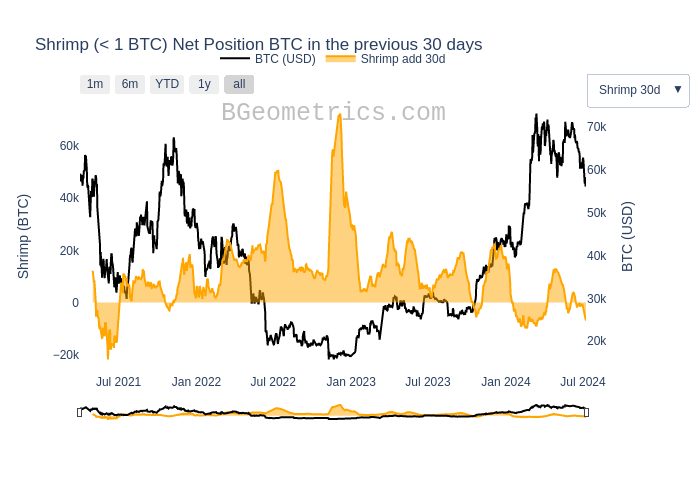 Shrimp (< 1 BTC) Net Position BTC in the previous 30 days
BTC (USD) Shrimp add 30d
1m 6m YTD 1y all
Shrimp 30d ▼
BGeometrics.com
60k
40k
20k
0
−20k
Shrimp (BTC)
70k
60k
50k
40k
30k
20k
BTC (USD)
Jul 2021 Jan 2022 Jul 2022 Jan 2023 Jul 2023 Jan 2024 Jul 2024